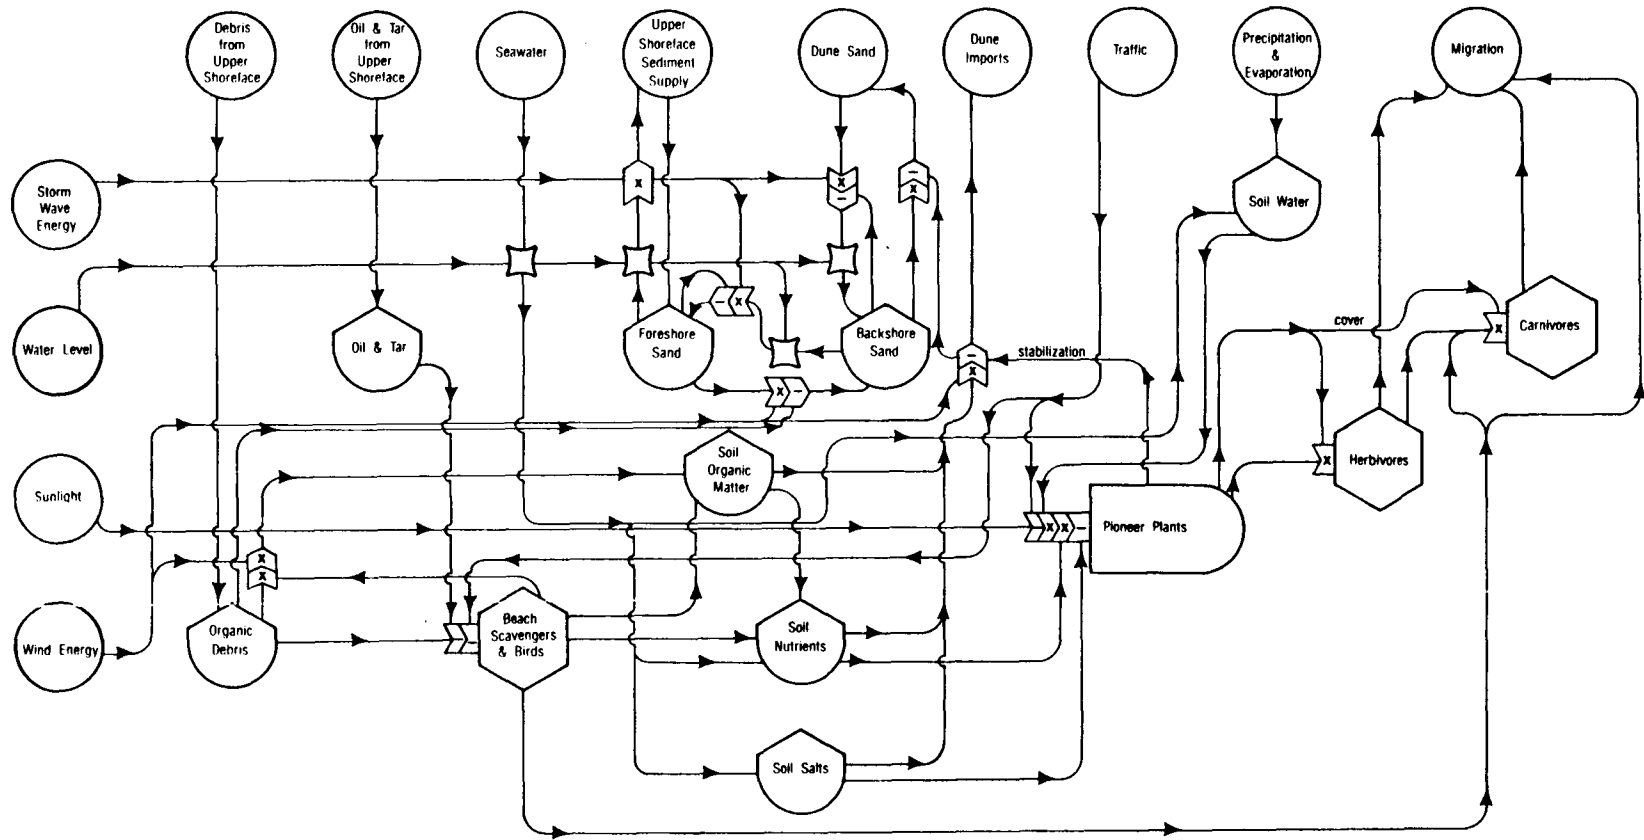 Debris
from
Upper
Shoreface
Oil & Tar
from
Upper
Shoreface
Seawater
Upper
Shoreface
Sediment
Supply
Dune Sand
Dune
Imports
Traffic
Precipitation
&
Evaporation
Migration
Storm
Wave
Energy
x
x
-
-
x
Soil Water
Water Level
Oil & Tar
Foreshore
Sand
-
x
Backshore
Sand
-
x
stabilization
cover
x
Carnivores
x
-
Sunlight
Soil
Organic
Matter
x
Herbivores
x
x
-
Pioneer Plants
x
x
Wind Energy
Organic
Debris
-
Beach
Scavengers
& Birds
Soil
Nutrients
Soil Salts